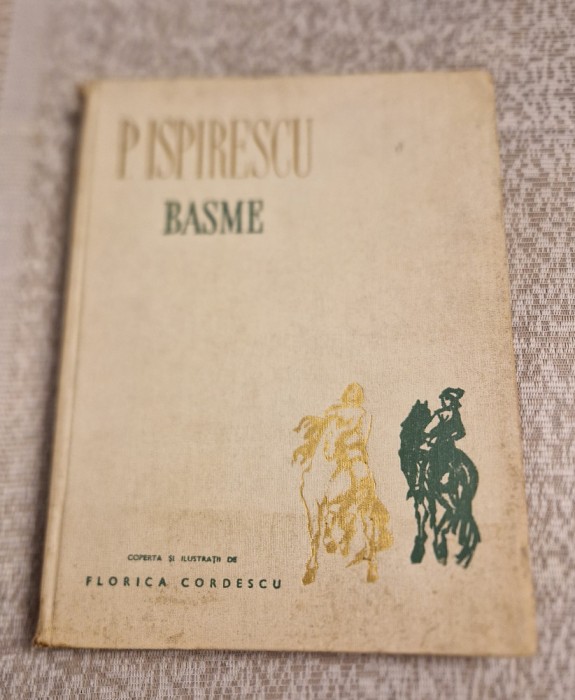 P ISPIRESCU
BASME
COPERTA ȘI ILUSTRAȚII DE
FLORICA CORDESCU